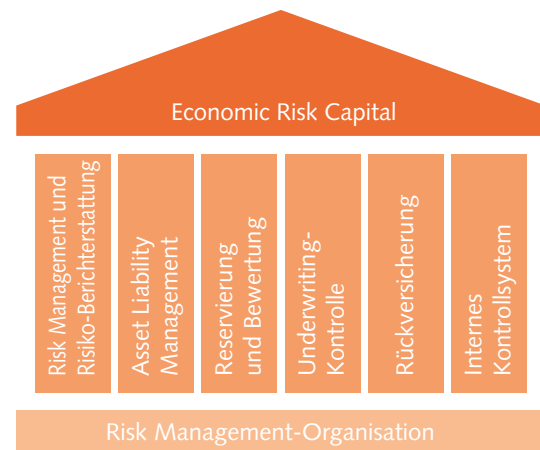 Economic Risk Capital
Risk Management und
Risiko-Berichterstattung
Asset Liability
Management
Reservierung
und Bewertung
Underwriting-
Kontrolle
Rückversicherung
Internes
Kontrollsystem
Risk Management-Organisation